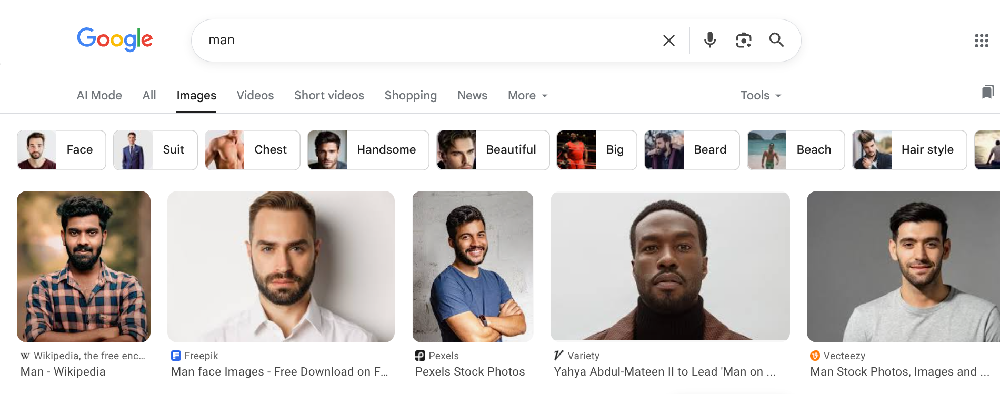 Google
man
AI Mode All Images Videos Short videos Shopping News More Tools
Face Suit Chest Handsome Beautiful Big Beard Beach Hair style
Wikipedia, the free enc...
Man - Wikipedia
Freepik
Man face Images - Free Download on F...
Pexels
Pexels Stock Photos
Variety
Yahya Abdul-Mateen II to Lead 'Man on ...
Vecteezy
Man Stock Photos, Images and ...